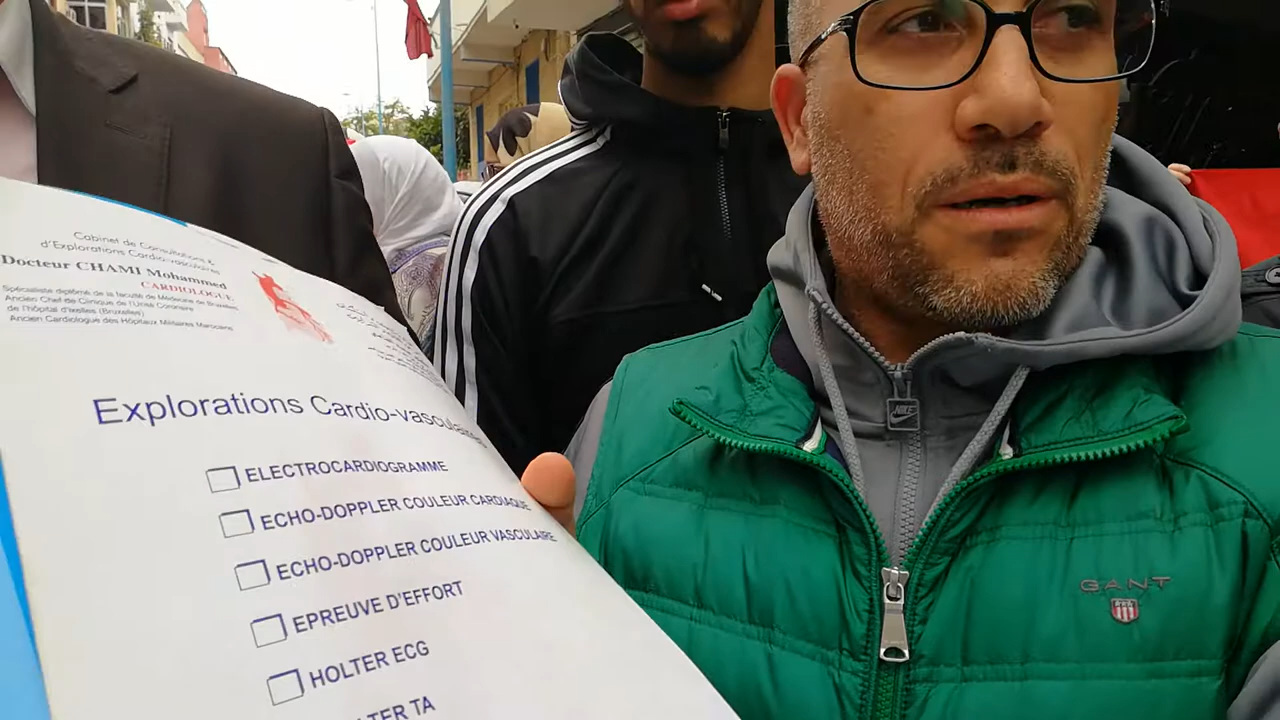 Cabinet de Consultations &
d'Explorations Cardio-vasculaires
Docteur CHAMI Mohammed
CARDIOLOGUE
Spécialiste diplômé de la faculté de Médecine de Bruxelles
Ancien Chef de Clinique de l'Unité Coronaire
de l'hôpital d'Ixelles (Bruxelles)
Ancien Cardiologue des Hôpitaux Militaires Marocains
Explorations Cardio-vasculaires
ELECTROCARDIOGRAMME
ECHO-DOPPLER COULEUR CARDIAQUE
ECHO-DOPPLER COULEUR VASCULAIRE
EPREUVE D'EFFORT
HOLTER ECG
LTER TA
NIKE
GANT